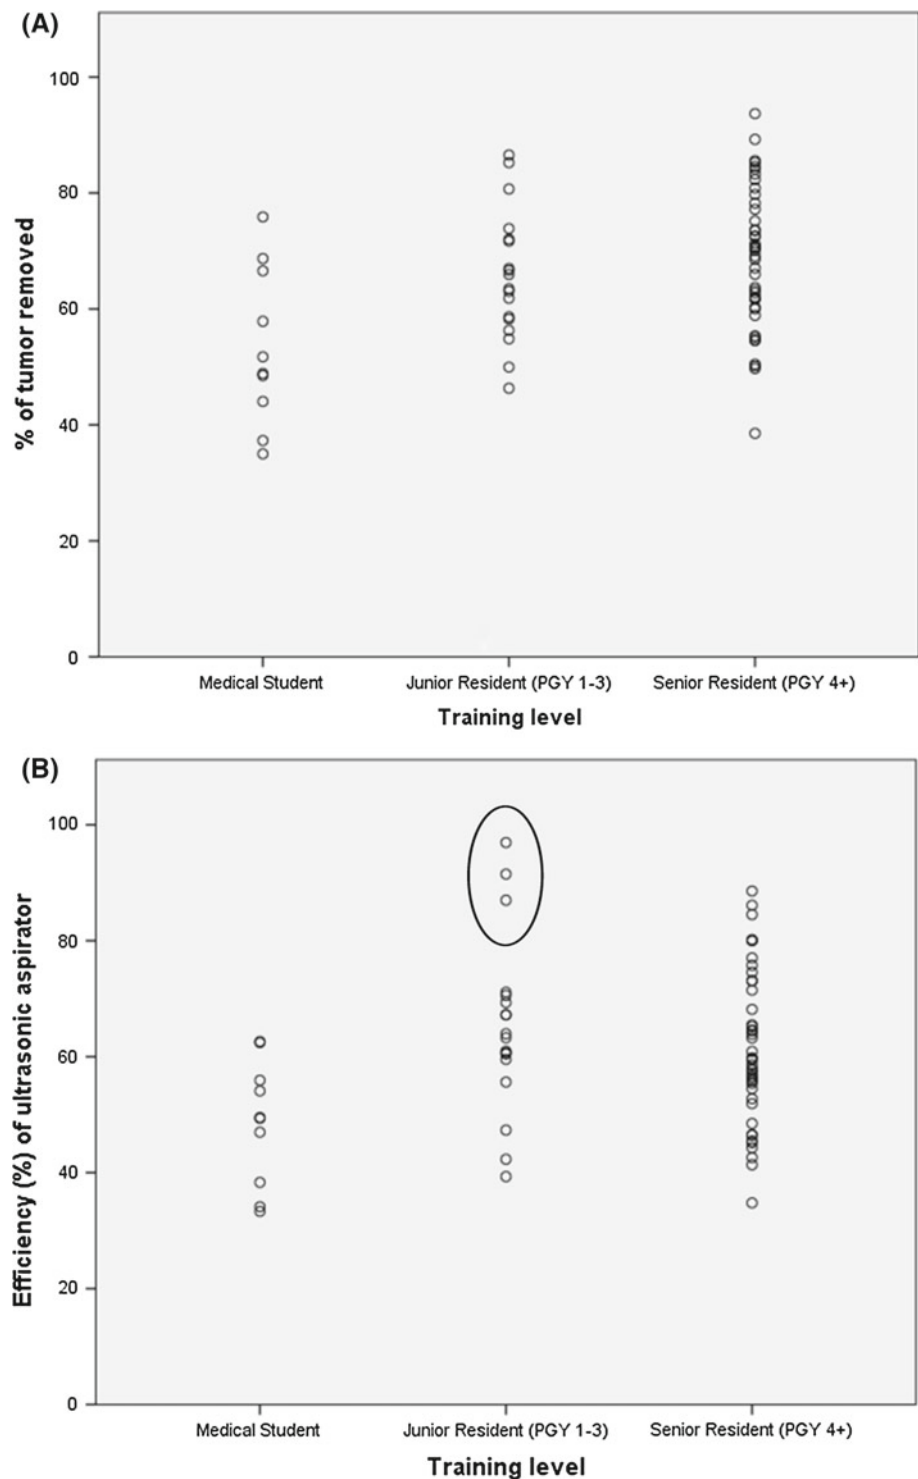 (A)
% of tumor removed
100
80
60
40
20
0
Medical Student
Junior Resident (PGY 1-3)
Senior Resident (PGY 4+)
Training level
(B)
Efficiency (%) of ultrasonic aspirator
100
80
60
40
20
0
Medical Student
Junior Resident (PGY 1-3)
Senior Resident (PGY 4+)
Training level